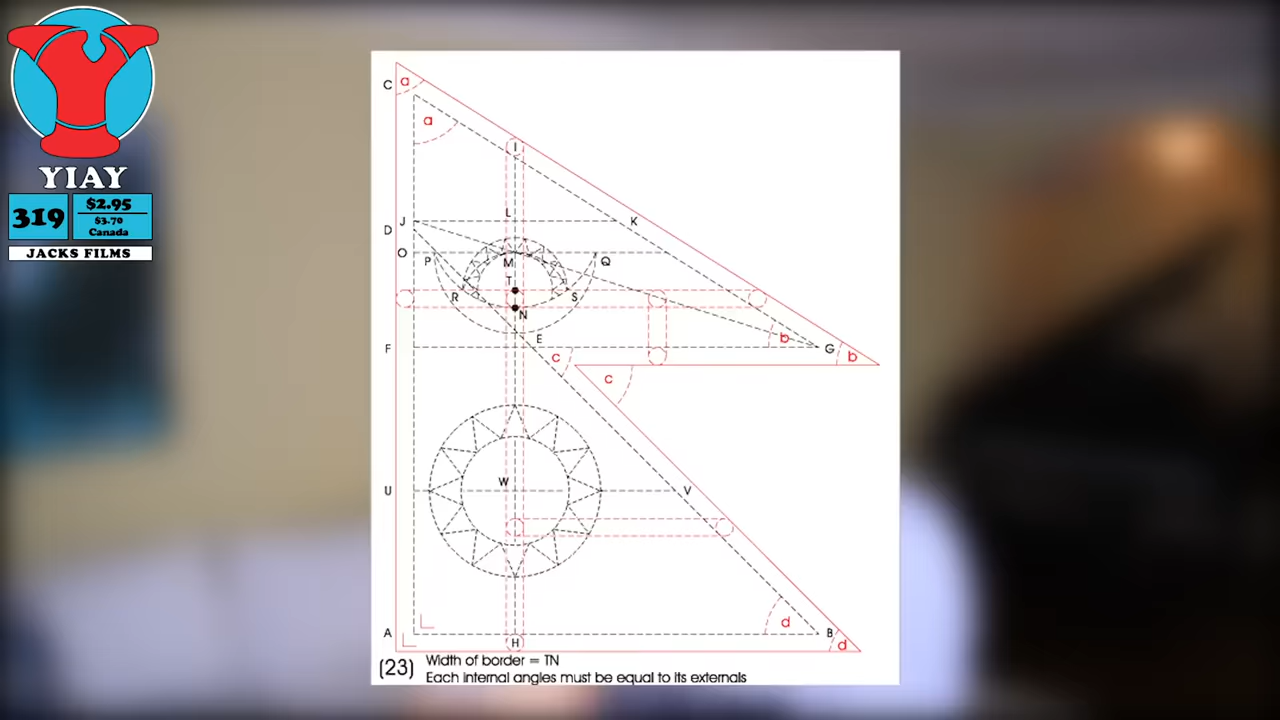 YIAY
319
$2.95
$3.70
Canada
JACKS FILMS
C
a
a
I
L
J
K
D
O
P
M
Q
T
R
S
N
E
F
b
G
b
c
c
W
U
V
d
A
B
H
d
(23)
Width of border = TN
Each internal angles must be equal to its externals